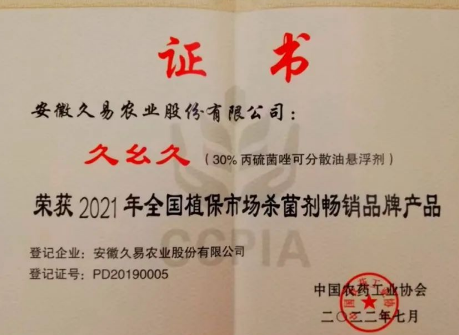 证书
安徽久易农业股份有限公司：
久幺久（30%丙硫菌唑可分散油悬浮剂）
荣获2021年全国植保市场杀菌剂畅销品牌产品
CCPIA
登记企业：安徽久易农业股份有限公司
登记证号：PD20190005
中国农药工业协会
二〇二二年七月